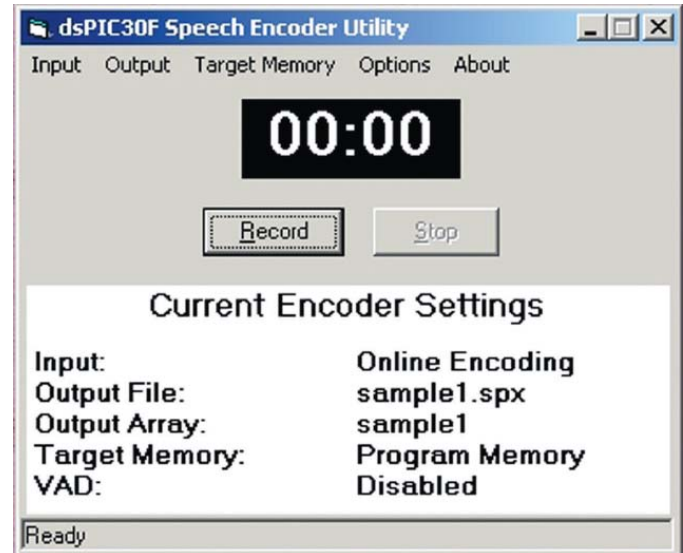 dsPIC30F Speech Encoder Utility
Input Output Target Memory Options About
00:00
Record Stop
Current Encoder Settings
Input: Online Encoding
Output File: sample1.spx
Output Array: sample1
Target Memory: Program Memory
VAD: Disabled
Ready